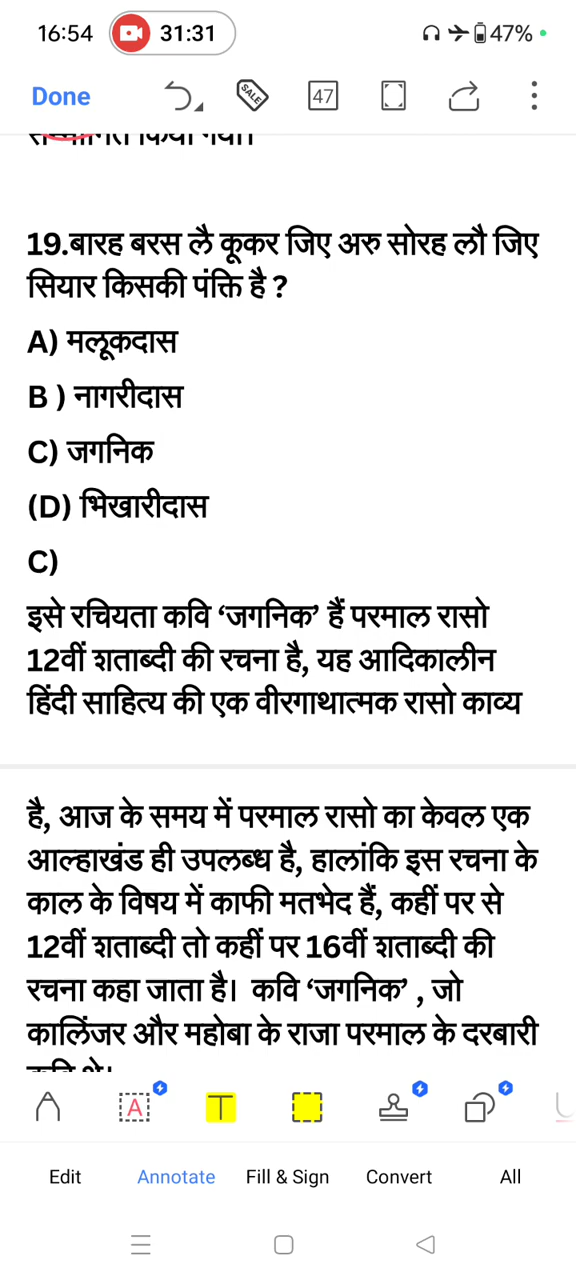 16:54
31:31
47%
Done
SALE
47
19.बारह बरस लै कूकर जिए अरु सोरह लौ जिए
सियार किसकी पंक्ति है ?
A) मलूकदास
B ) नागरीदास
C) जगनिक
(D) भिखारीदास
C)
इसे रचियता कवि ‘जगनिक’ हैं परमाल रासो
12वीं शताब्दी की रचना है, यह आदिकालीन
हिंदी साहित्य की एक वीरगाथात्मक रासो काव्य
है, आज के समय में परमाल रासो का केवल एक
आल्हाखंड ही उपलब्ध है, हालांकि इस रचना के
काल के विषय में काफी मतभेद हैं, कहीं पर से
12वीं शताब्दी तो कहीं पर 16वीं शताब्दी की
रचना कहा जाता है। कवि ‘जगनिक’ , जो
कालिंजर और महोबा के राजा परमाल के दरबारी
A
T
Edit
Annotate
Fill & Sign
Convert
All